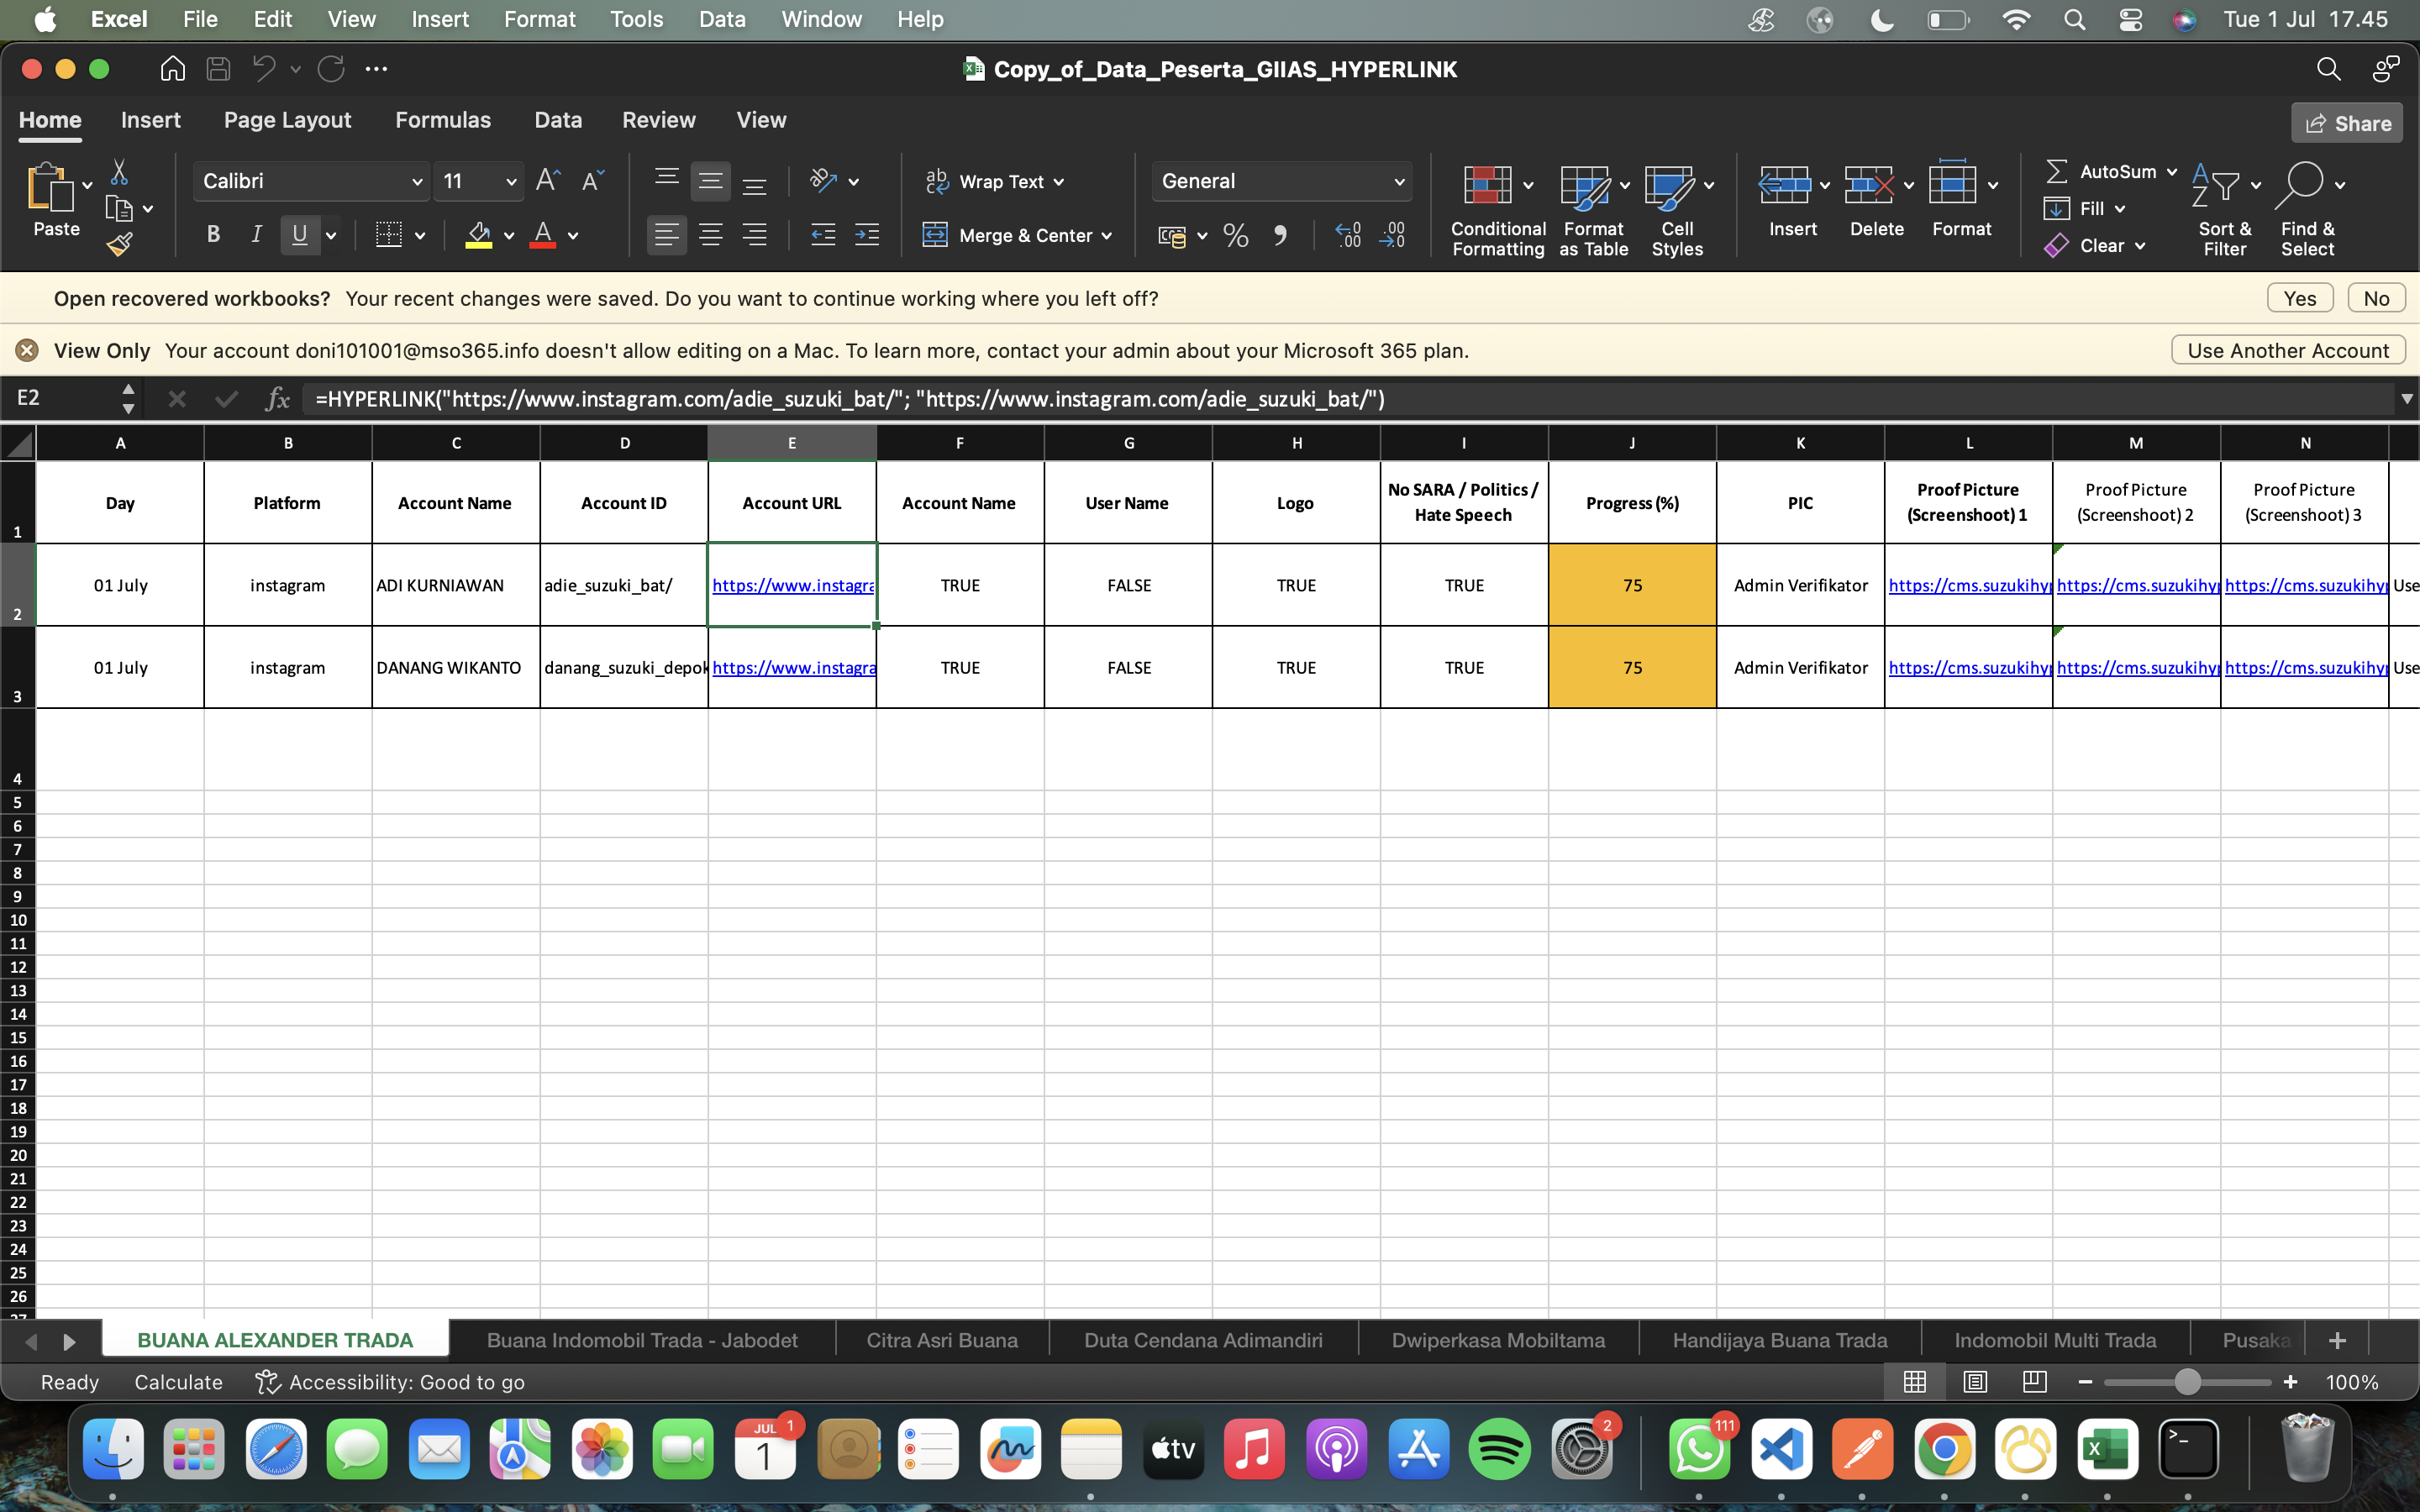 Excel File Edit View Insert Format Tools Data Window Help Tue 1 Jul 17.45
Copy_of_Data_Peserta_GIIAS_HYPERLINK
Home Insert Page Layout Formulas Data Review View Share
Paste Calibri 11 Wrap Text General Conditional Formatting Format as Table Cell Styles Insert Delete Format AutoSum Fill Clear Sort & Filter Find & Select
B I U Merge & Center
Open recovered workbooks? Your recent changes were saved. Do you want to continue working where you left off? Yes No
View Only Your account doni101001@mso365.info doesn't allow editing on a Mac. To learn more, contact your admin about your Microsoft 365 plan. Use Another Account
E2 fx =HYPERLINK("https://www.instagram.com/adie_suzuki_bat/"; "https://www.instagram.com/adie_suzuki_bat/")
A B C D E F G H I J K L M N
1 Day Platform Account Name Account ID Account URL Account Name User Name Logo No SARA / Politics / Hate Speech Progress (%) PIC Proof Picture (Screenshoot) 1 Proof Picture (Screenshoot) 2 Proof Picture (Screenshoot) 3
2 01 July instagram ADI KURNIAWAN adie_suzuki_bat/ https://www.instagra TRUE FALSE TRUE TRUE 75 Admin Verifikator https://cms.suzukihyp https://cms.suzukihyp https://cms.suzukihyp Use
3 01 July instagram DANANG WIKANTO danang_suzuki_depok https://www.instagra TRUE FALSE TRUE TRUE 75 Admin Verifikator https://cms.suzukihyp https://cms.suzukihyp https://cms.suzukihyp Use
4
5
6
7
8
9
10
11
12
13
14
15
16
17
18
19
20
21
22
23
24
25
26
27
BUANA ALEXANDER TRADA Buana Indomobil Trada - Jabodet Citra Asri Buana Duta Cendana Adimandiri Dwiperkasa Mobiltama Handijaya Buana Trada Indomobil Multi Trada Pusaka
Ready Calculate Accessibility: Good to go 100%
JUL 1 1 tv 2 111